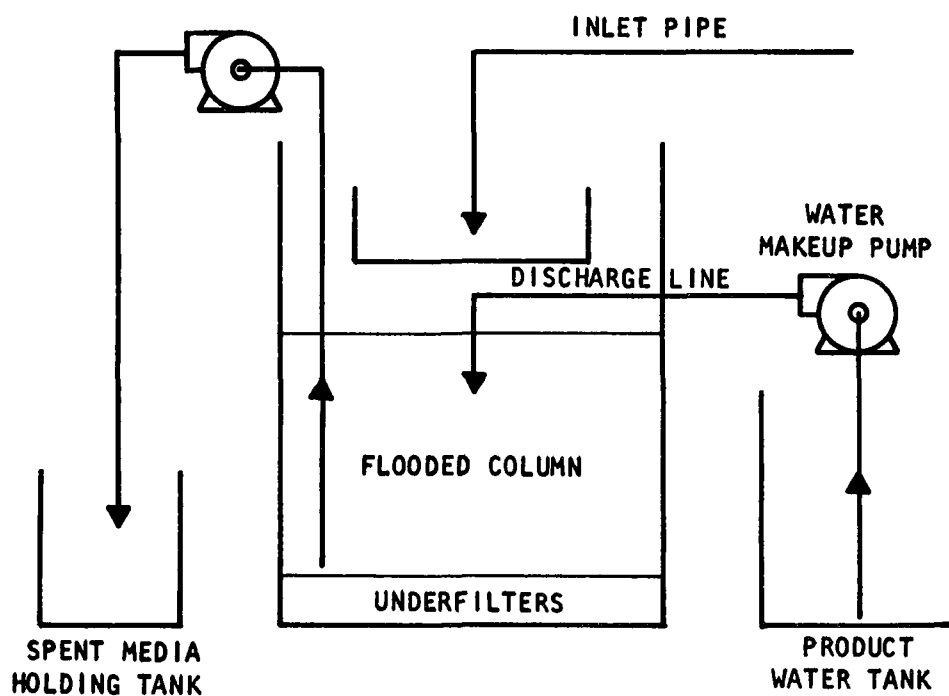 INLET PIPE
WATER
MAKEUP PUMP
DISCHARGE LINE
FLOODED COLUMN
UNDERFILTERS
SPENT MEDIA
HOLDING TANK
PRODUCT
WATER TANK